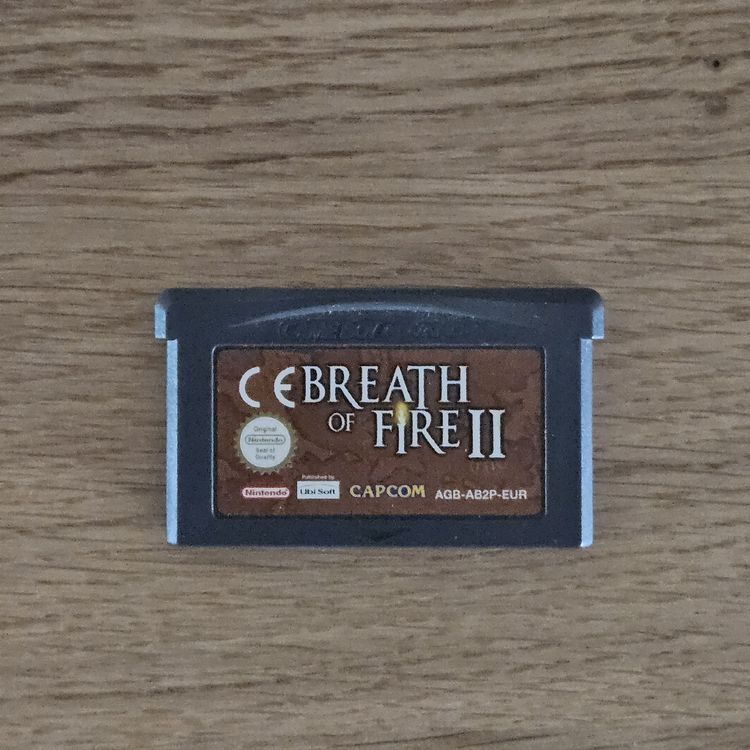 CE BREATH
OF FIRE II
Original
Nintendo
Seal of
Quality
Nintendo
Published by
Ubi Soft
CAPCOM
AGB-AB2P-EUR